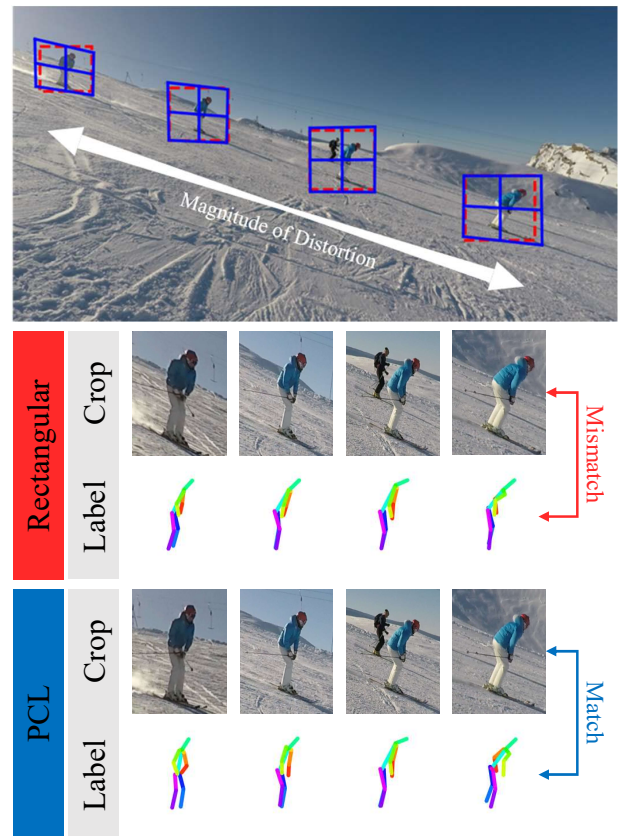 Magnitude of Distortion
Rectangular
Crop
Label
Mismatch
PCL
Crop
Label
Match